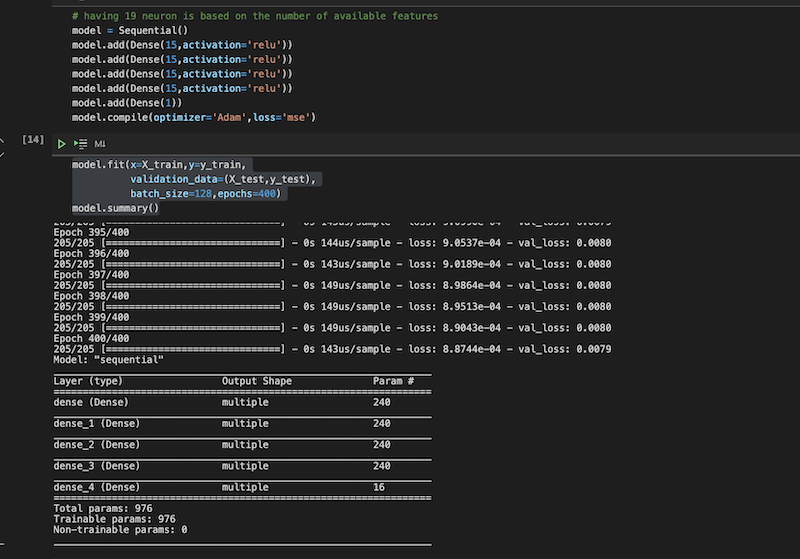 # having 19 neuron is based on the number of available features
model = Sequential()
model.add(Dense(15,activation='relu'))
model.add(Dense(15,activation='relu'))
model.add(Dense(15,activation='relu'))
model.add(Dense(15,activation='relu'))
model.add(Dense(1))
model.compile(optimizer='Adam',loss='mse')
[14]
M↓
model.fit(x=X_train,y=y_train,
validation_data=(X_test,y_test),
batch_size=128,epochs=400)
model.summary()
Epoch 395/400
205/205 [==============================] - 0s 144us/sample - loss: 9.0537e-04 - val_loss: 0.0080
Epoch 396/400
205/205 [==============================] - 0s 143us/sample - loss: 9.0189e-04 - val_loss: 0.0080
Epoch 397/400
205/205 [==============================] - 0s 149us/sample - loss: 8.9864e-04 - val_loss: 0.0080
Epoch 398/400
205/205 [==============================] - 0s 149us/sample - loss: 8.9513e-04 - val_loss: 0.0080
Epoch 399/400
205/205 [==============================] - 0s 149us/sample - loss: 8.9043e-04 - val_loss: 0.0080
Epoch 400/400
205/205 [==============================] - 0s 143us/sample - loss: 8.8744e-04 - val_loss: 0.0079
Model: "sequential"
Layer (type) Output Shape Param #
dense (Dense) multiple 240
dense_1 (Dense) multiple 240
dense_2 (Dense) multiple 240
dense_3 (Dense) multiple 240
dense_4 (Dense) multiple 16
Total params: 976
Trainable params: 976
Non-trainable params: 0